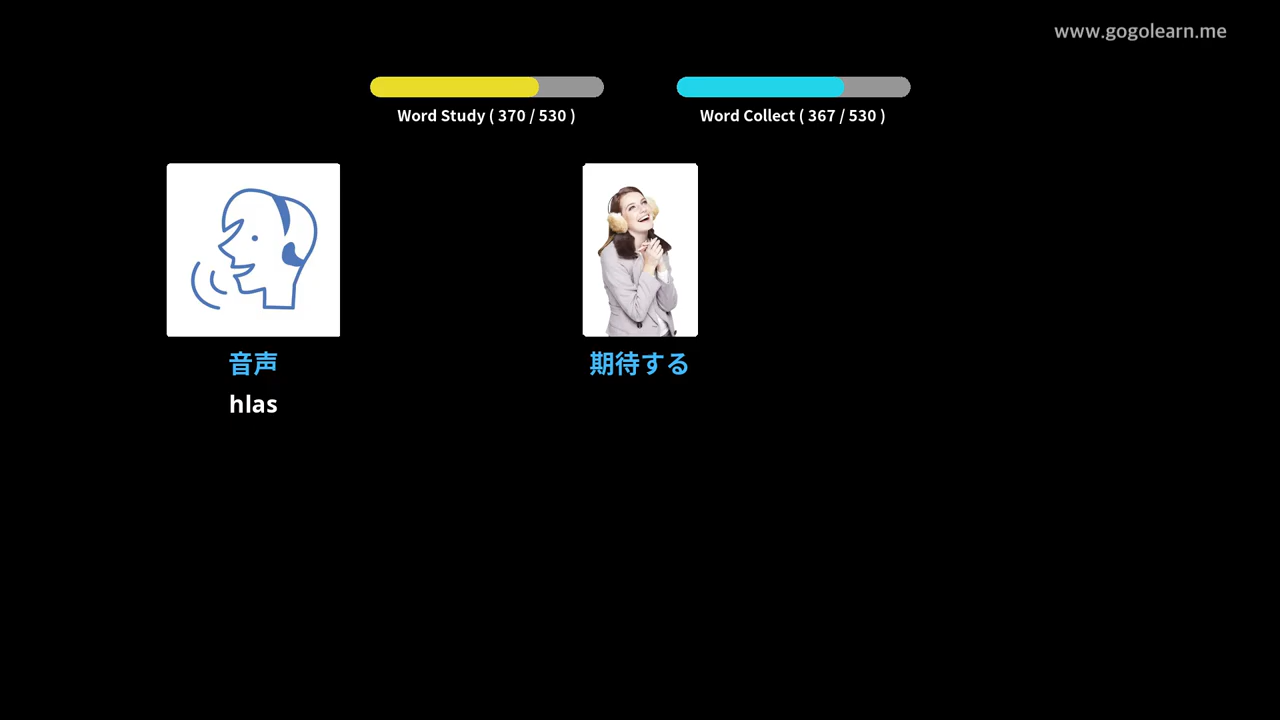 www.gogolearn.me
Word Study ( 370 / 530 )
Word Collect ( 367 / 530 )
音声
hlas
期待する